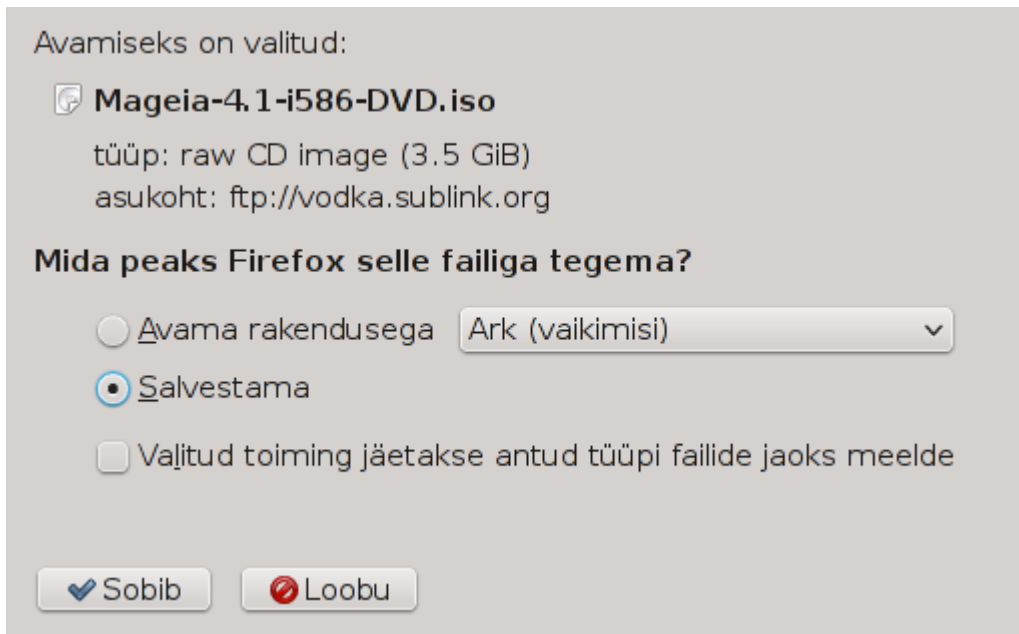 Avamiseks on valitud:
Mageia-4.1-i586-DVD.iso
tüüp: raw CD image (3.5 GiB)
asukoht: ftp://vodka.sublink.org
Mida peaks Firefox selle failiga tegema?
Avama rakendusega Ark (vaikimisi)
Salvestama
Valitud toiming jäetakse antud tüüpi failide jaoks meelde
Sobib Loobu